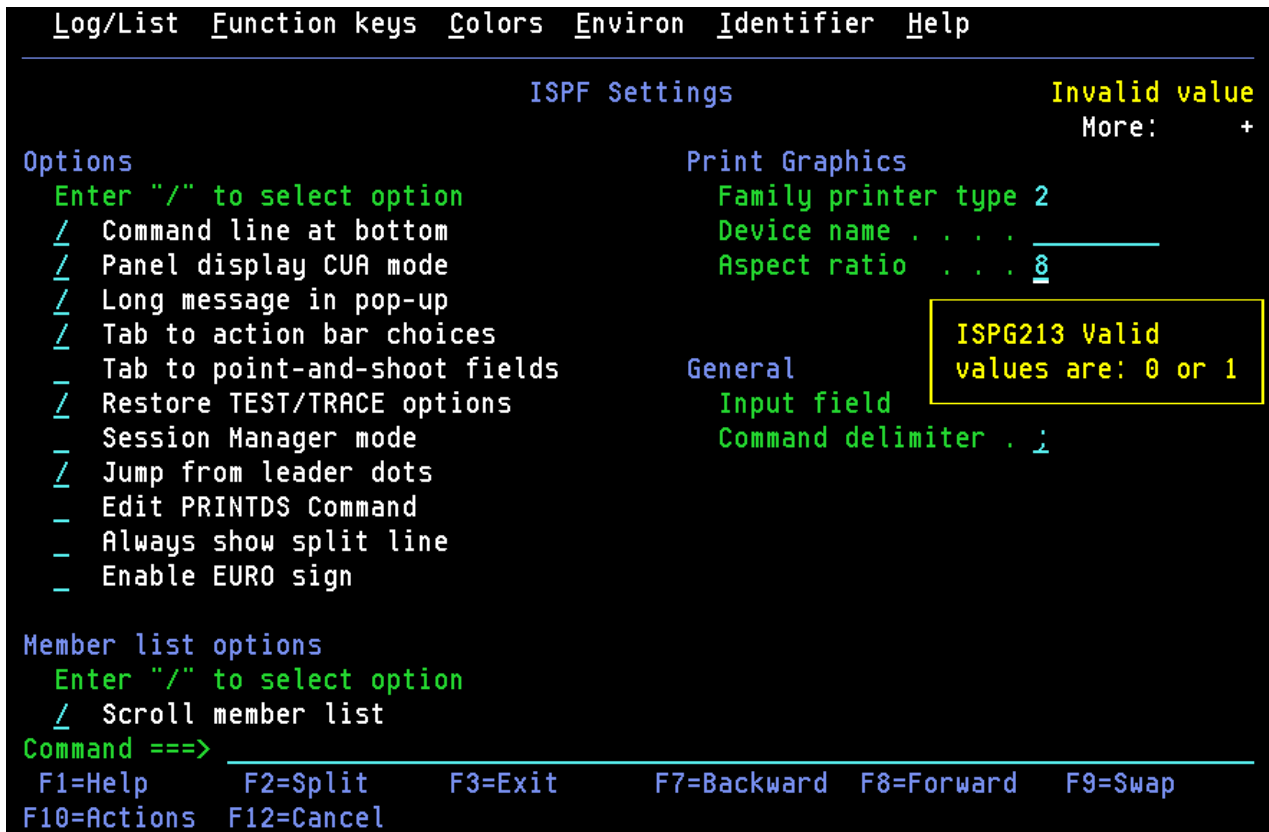 Log/List Function keys Colors Environ Identifier Help
ISPF Settings Invalid value
More: +
Options Print Graphics
Enter "/" to select option Family printer type 2
/ Command line at bottom Device name . . . . ________
/ Panel display CUA mode Aspect ratio . . . 8
/ Long message in pop-up
/ Tab to action bar choices ISPG213 Valid
_ Tab to point-and-shoot fields General values are: 0 or 1
/ Restore TEST/TRACE options Input field
_ Session Manager mode Command delimiter . ;
/ Jump from leader dots
_ Edit PRINTDS Command
_ Always show split line
_ Enable EURO sign
Member list options
Enter "/" to select option
/ Scroll member list
Command ===>
F1=Help F2=Split F3=Exit F7=Backward F8=Forward F9=Swap
F10=Actions F12=Cancel